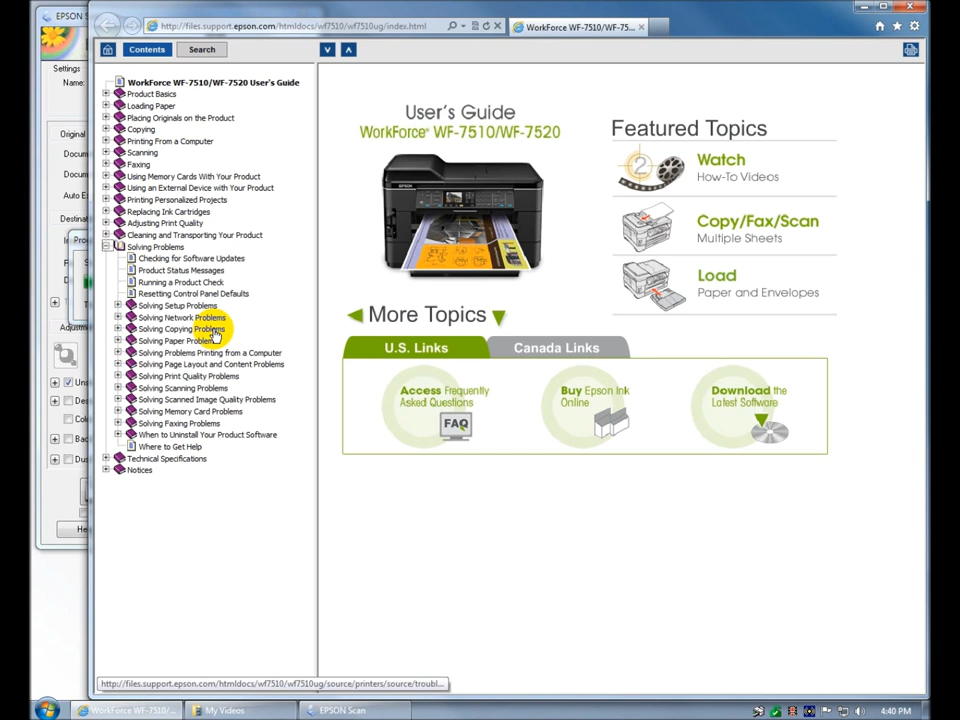 EPSON S
http://files.support.epson.com/htmldocs/wf7510/wf7510ug/index.html
WorkForce WF-7510/WF-75...
Contents
Search
Settings
Name:
Original
Docum
Docum
Auto E
Destinat
Adjustm
Uns
Des
Colo
Bac
Dus
He
WorkForce WF-7510/WF-7520 User's Guide
Product Basics
Loading Paper
Placing Originals on the Product
Copying
Printing From a Computer
Scanning
Faxing
Using Memory Cards With Your Product
Using an External Device with Your Product
Printing Personalized Projects
Replacing Ink Cartridges
Adjusting Print Quality
Cleaning and Transporting Your Product
Solving Problems
Checking for Software Updates
Product Status Messages
Running a Product Check
Resetting Control Panel Defaults
Solving Setup Problems
Solving Network Problems
Solving Copying Problems
Solving Paper Problems
Solving Problems Printing from a Computer
Solving Page Layout and Content Problems
Solving Print Quality Problems
Solving Scanning Problems
Solving Scanned Image Quality Problems
Solving Memory Card Problems
Solving Faxing Problems
When to Uninstall Your Product Software
Where to Get Help
Technical Specifications
Notices
User's Guide
WorkForce® WF-7510/WF-7520
EPSON
Featured Topics
Watch
How-To Videos
Copy/Fax/Scan
Multiple Sheets
Load
Paper and Envelopes
More Topics
U.S. Links
Canada Links
Access Frequently
Asked Questions
FAQ
Buy Epson Ink
Online
Download the
Latest Software
http://files.support.epson.com/htmldocs/wf7510/wf7510ug/source/printers/source/troubl...
WorkForce WF-7510/...
My Videos
EPSON Scan
4:40 PM